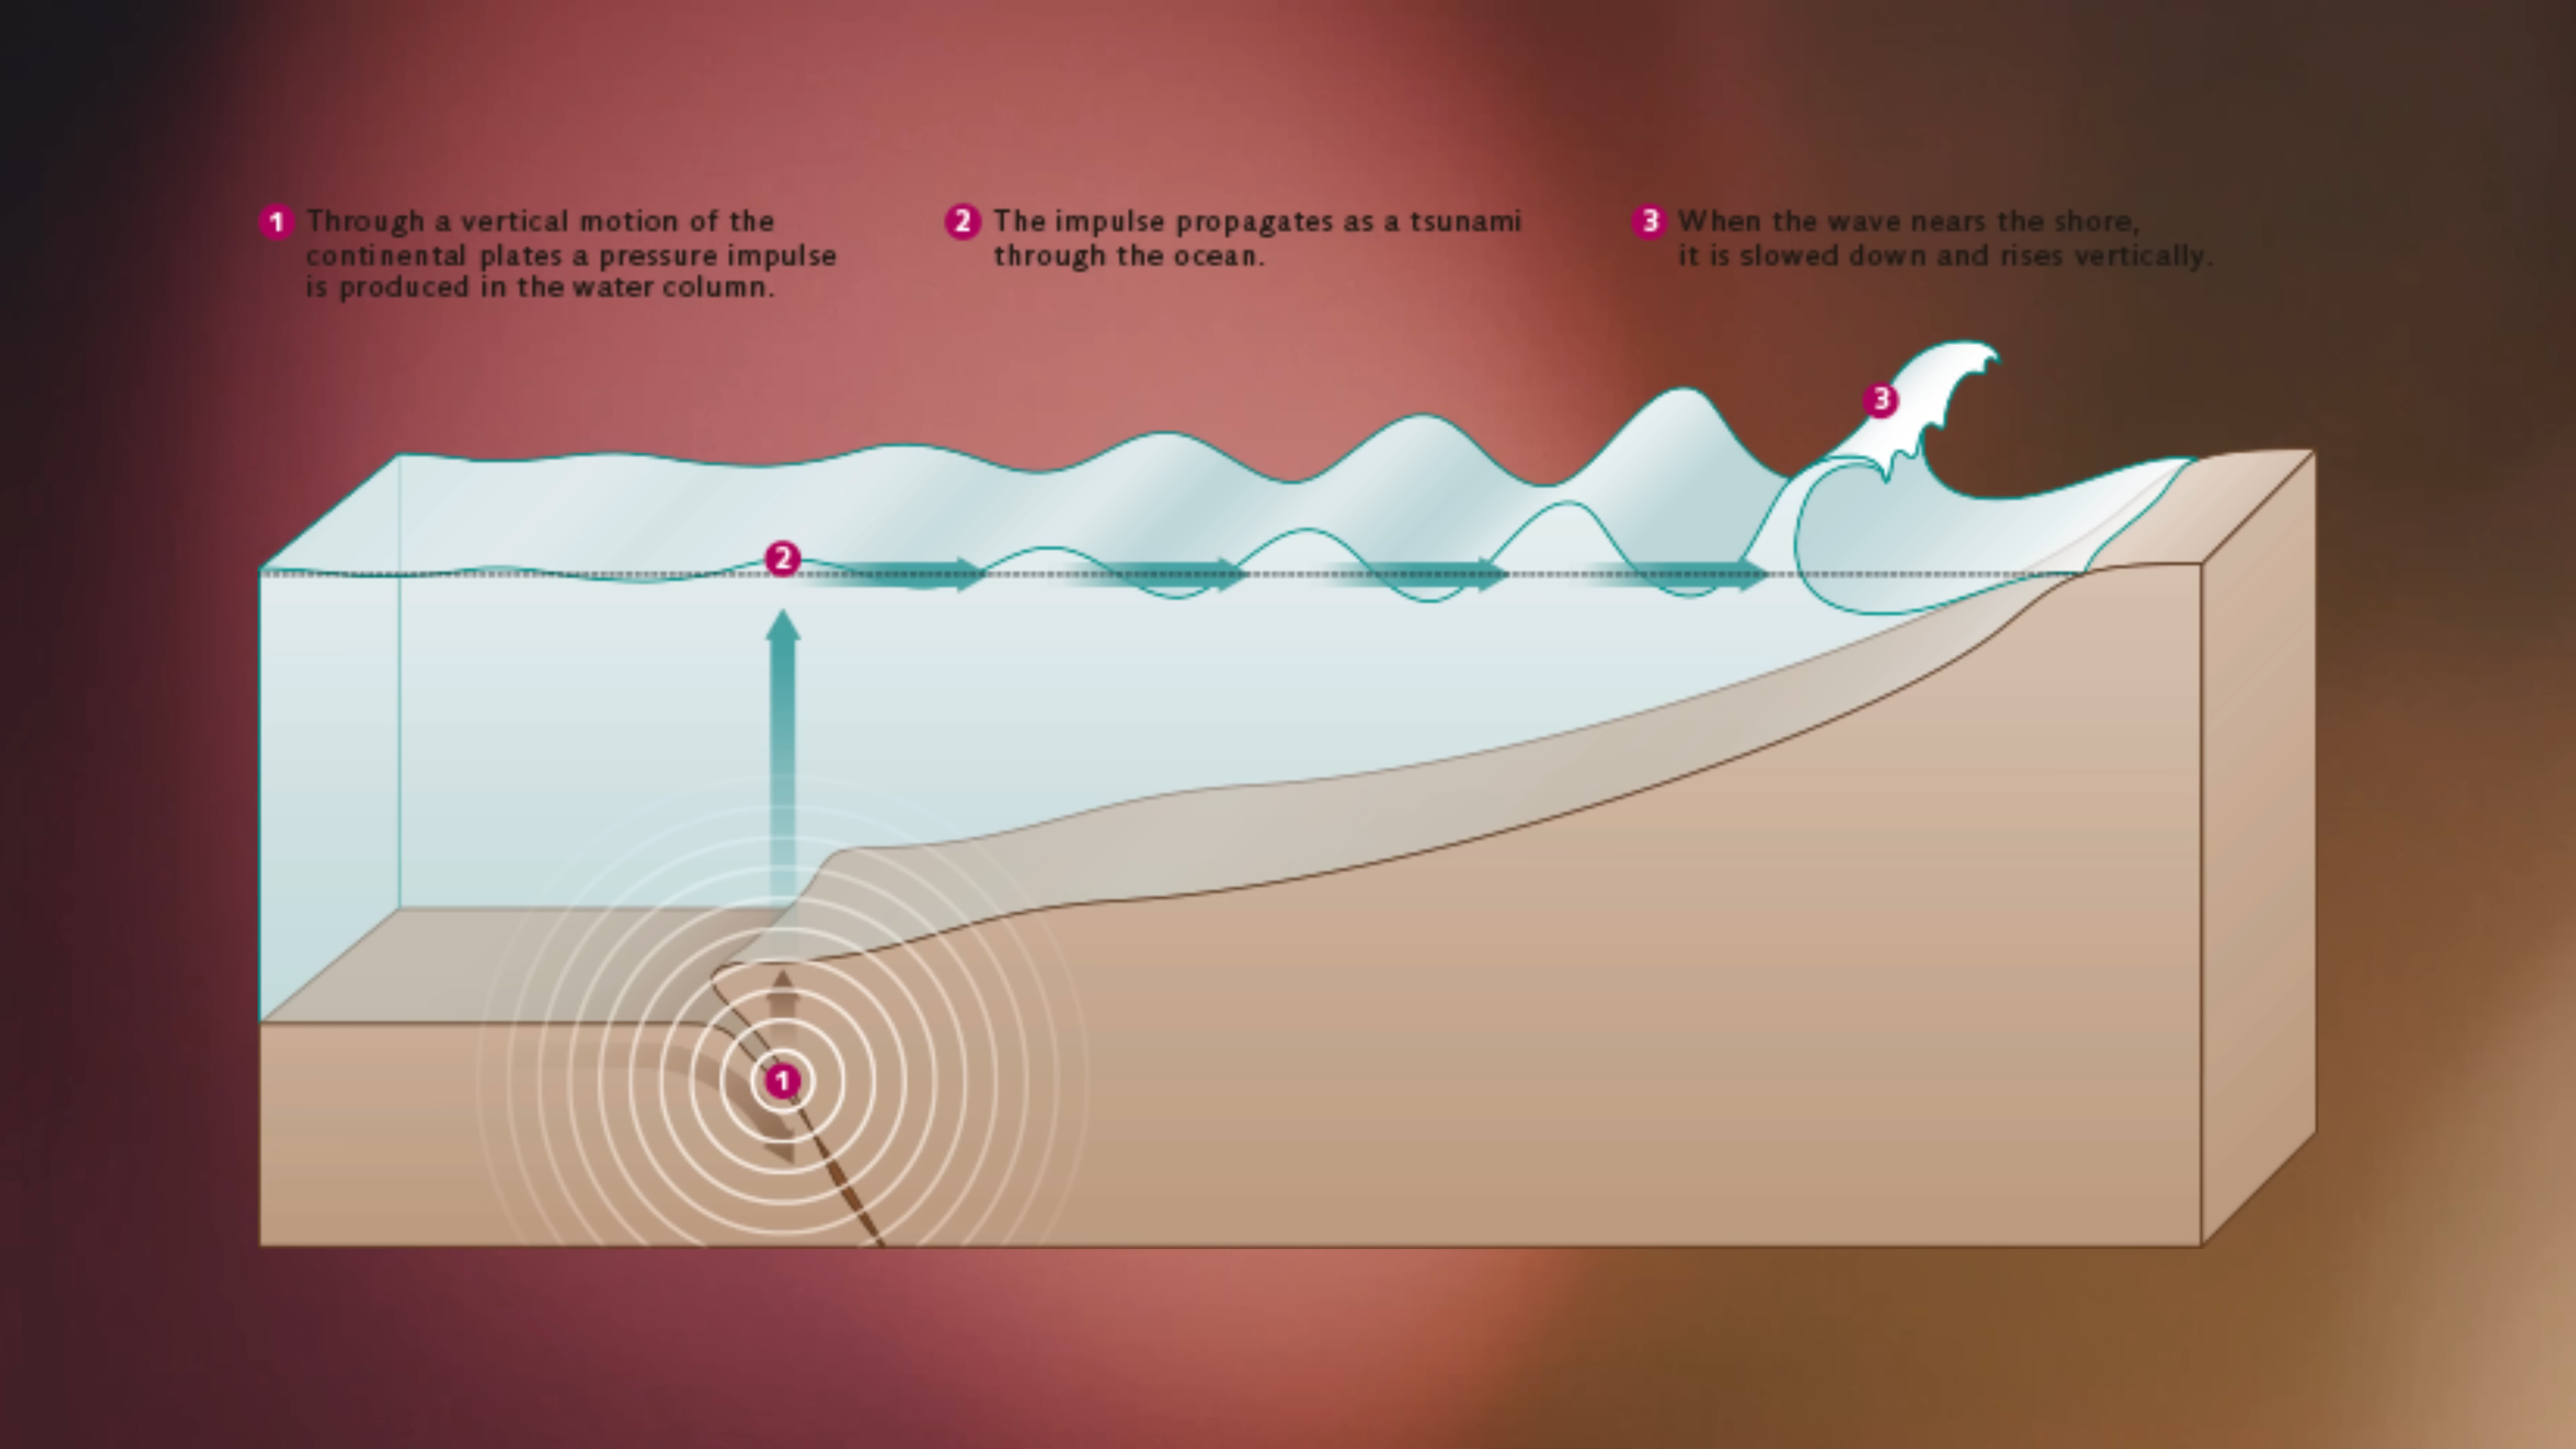 1 Through a vertical motion of the
continental plates a pressure impulse
is produced in the water column.
2 The impulse propagates as a tsunami
through the ocean.
3 When the wave nears the shore,
it is slowed down and rises vertically.
3
2
1